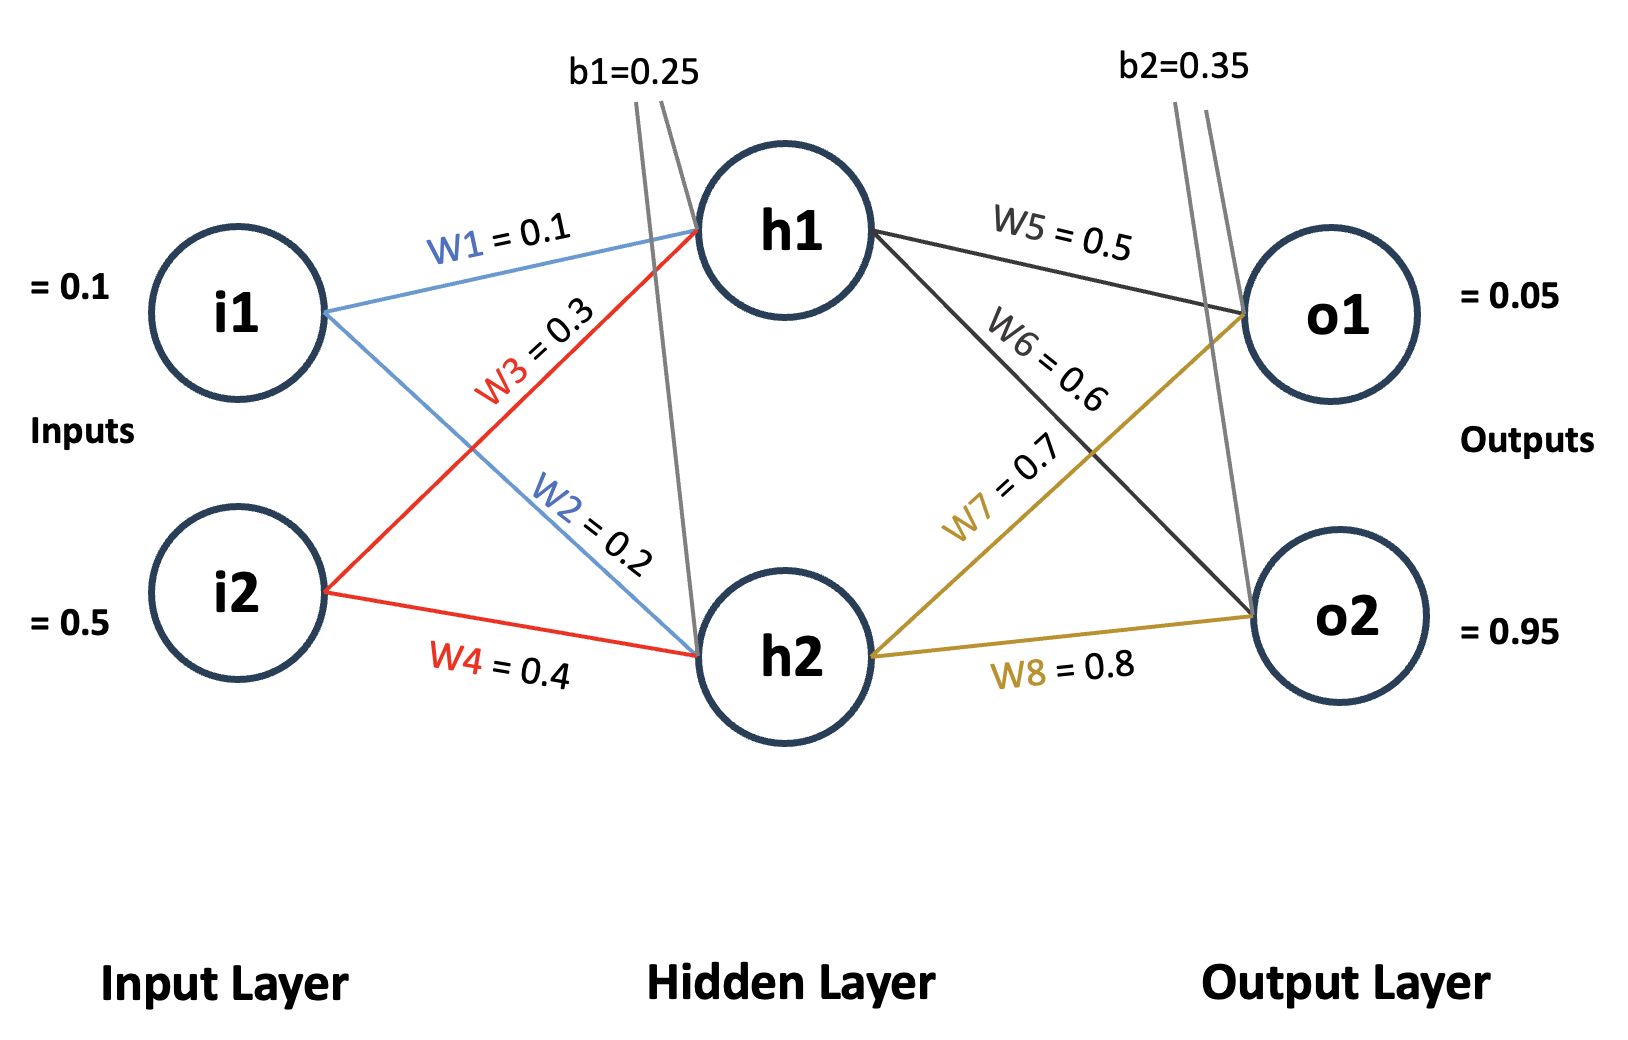 b1=0.25
b2=0.35
W1 = 0.1
W3 = 0.3
W2 = 0.2
W4 = 0.4
W5 = 0.5
W6 = 0.6
W7 = 0.7
W8 = 0.8
= 0.1
i1
Inputs
i2
= 0.5
h1
h2
o1
= 0.05
Outputs
o2
= 0.95
Input Layer
Hidden Layer
Output Layer